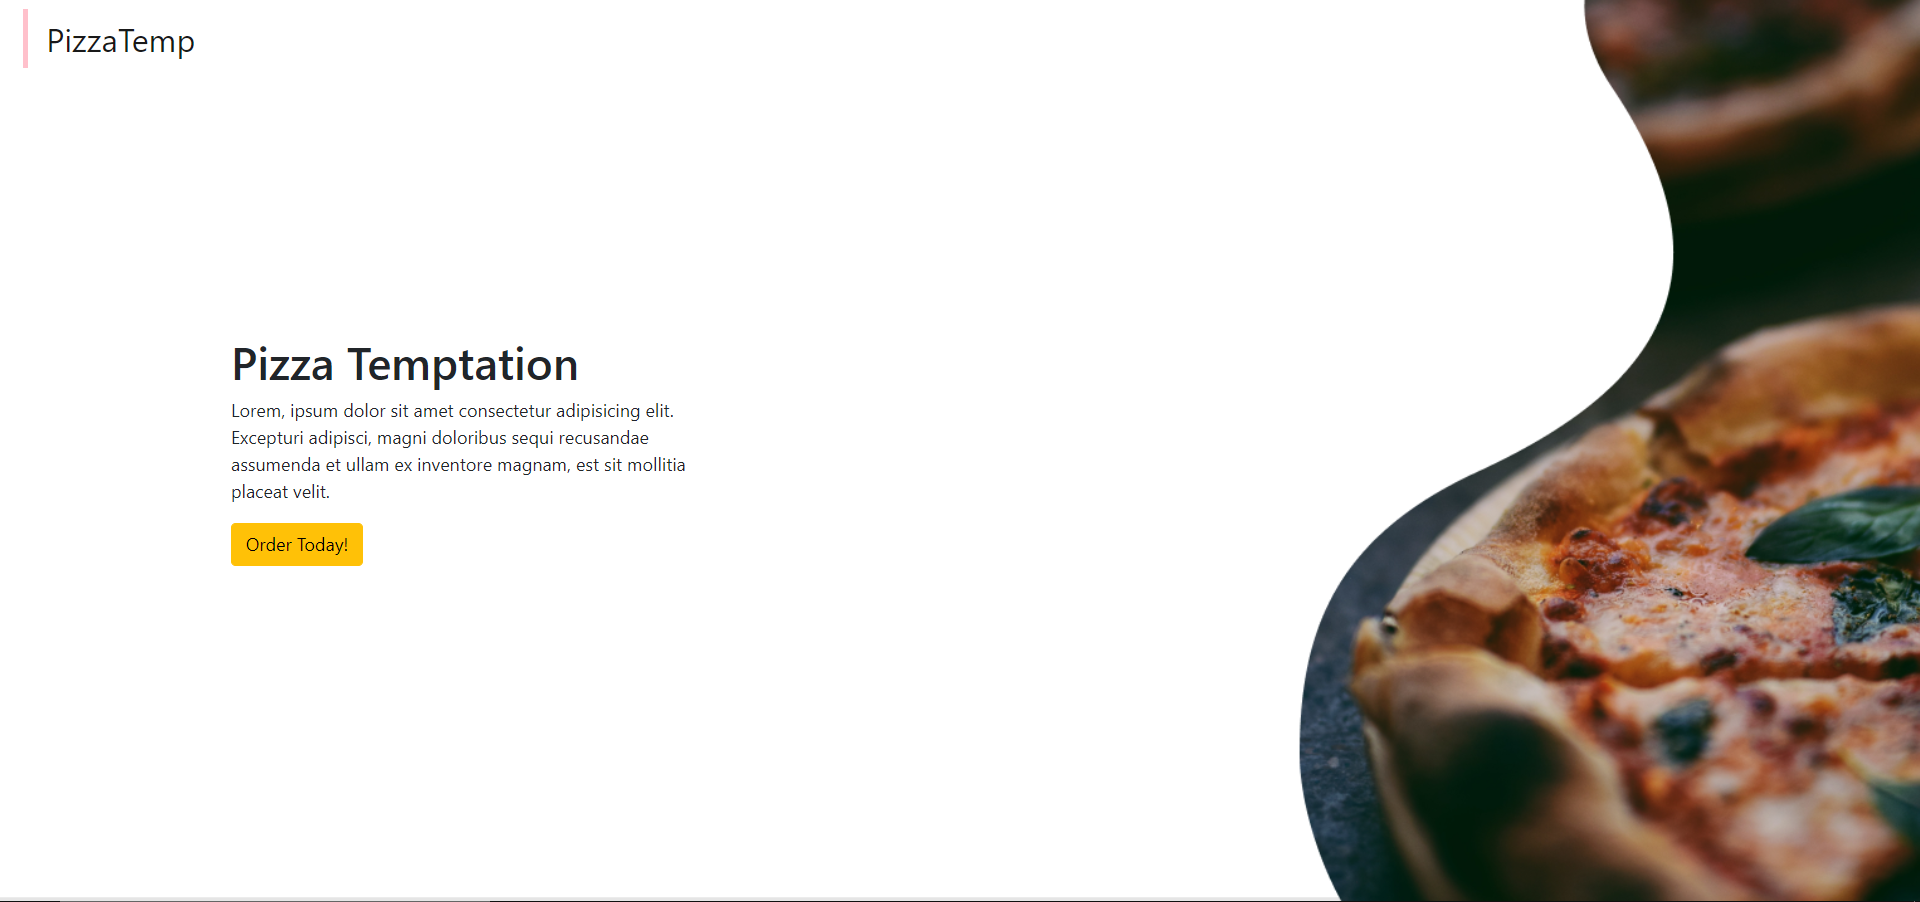 PizzaTemp
Pizza Temptation
Lorem, ipsum dolor sit amet consectetur adipisicing elit.
Excepturi adipisci, magni doloribus sequi recusandae
assumenda et ullam ex inventore magnam, est sit mollitia
placeat velit.
Order Today!